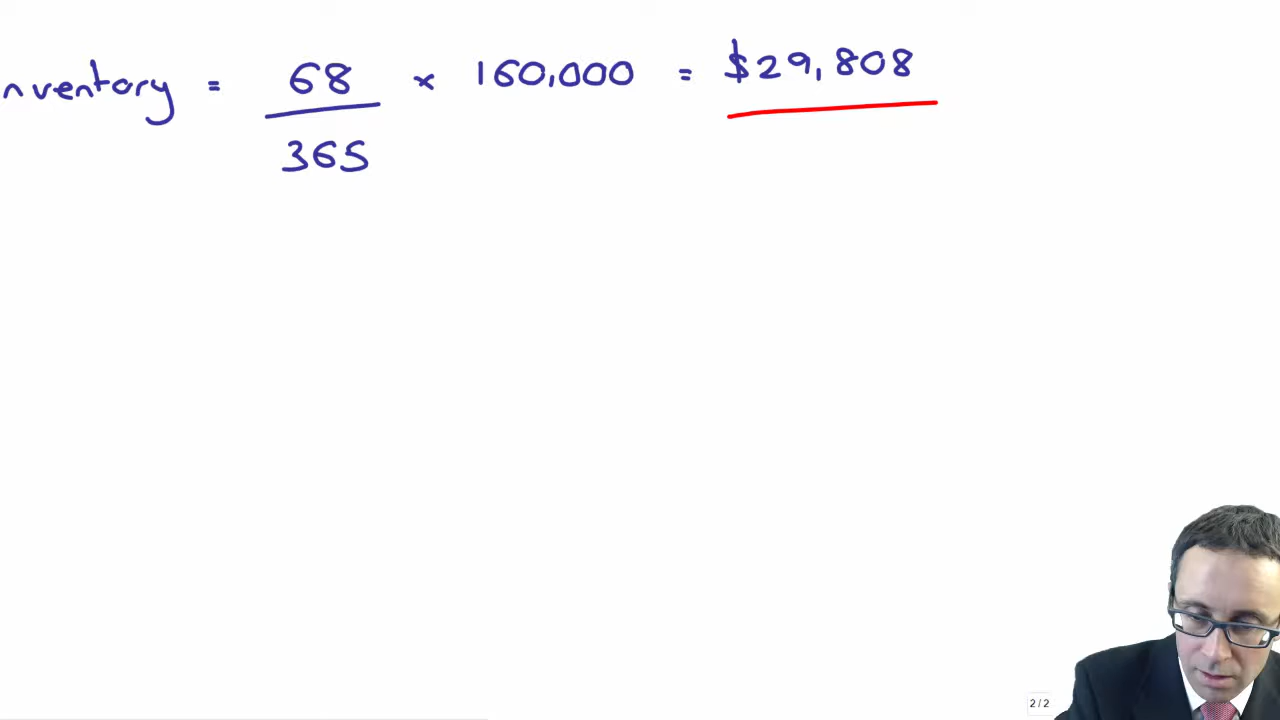 nventory = 68 × 160,000 = $29,808
365
2 / 2